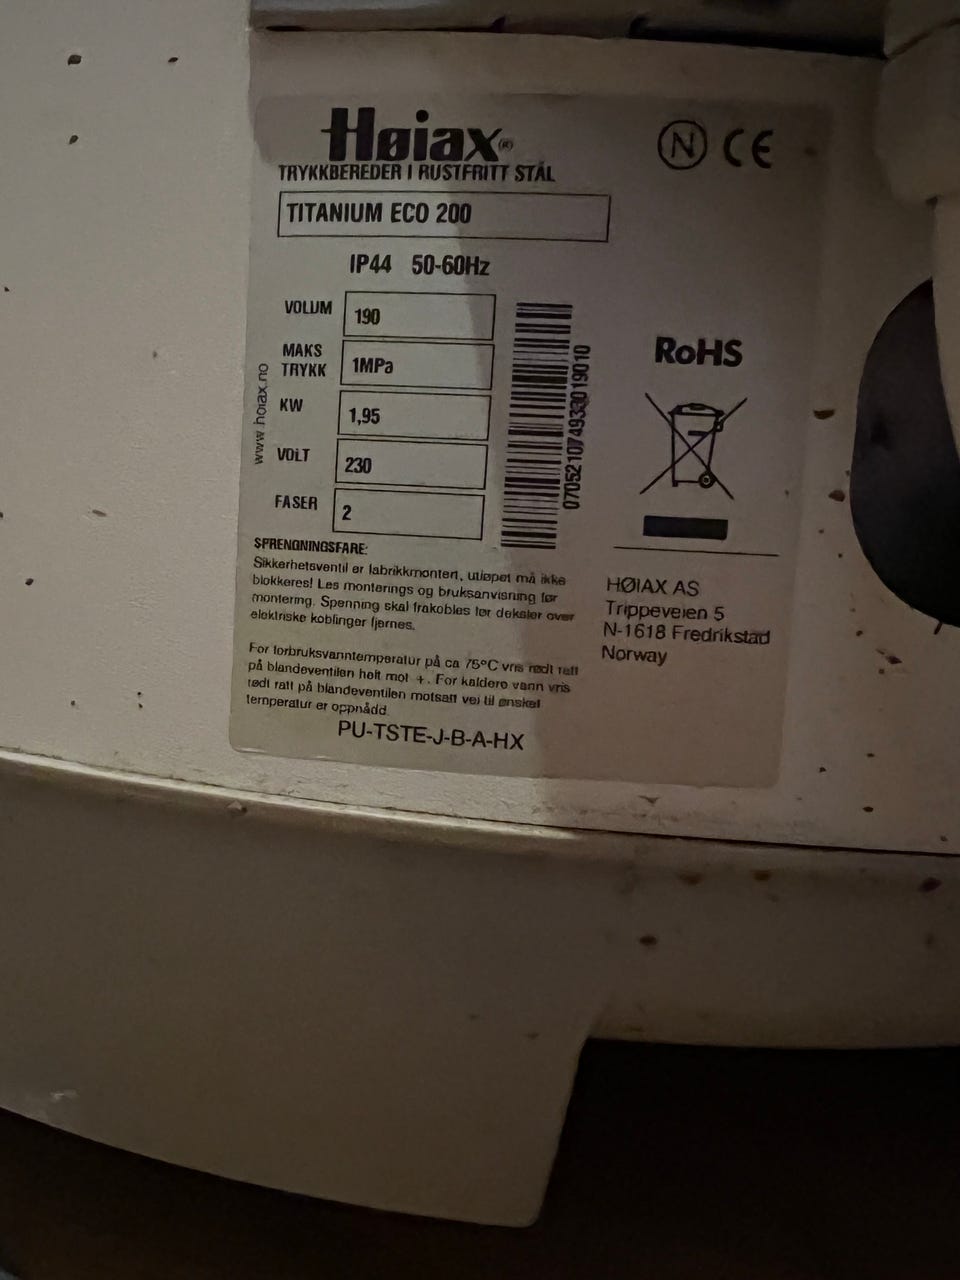 Høiax®
TRYKKBEREDER I RUSTFRITT STÅL
N CE
TITANIUM ECO 200
IP44 50-60Hz
VOLUM 190
MAKS TRYKK 1MPa
KW 1,95
VOLT 230
FASER 2
www.hoiax.no
RoHS
SPRENGNINGSFARE:
Sikkerhetsventil er fabrikkmontert, utløpet må ikke
blokkeres! Les monterings og bruksanvisning før
montering. Spenning skal frakobles før deksler over
elektriske koblinger fjernes.
For forbruksvanntemperatur på ca 75°C vris rødt ratt
på blandeventilen helt mot +. For kaldere vann vris
rødt ratt på blandeventilen motsatt vei til ønsket
temperatur er oppnådd
PU-TSTE-J-B-A-HX
HØIAX AS
Trippeveien 5
N-1618 Fredrikstad
Norway